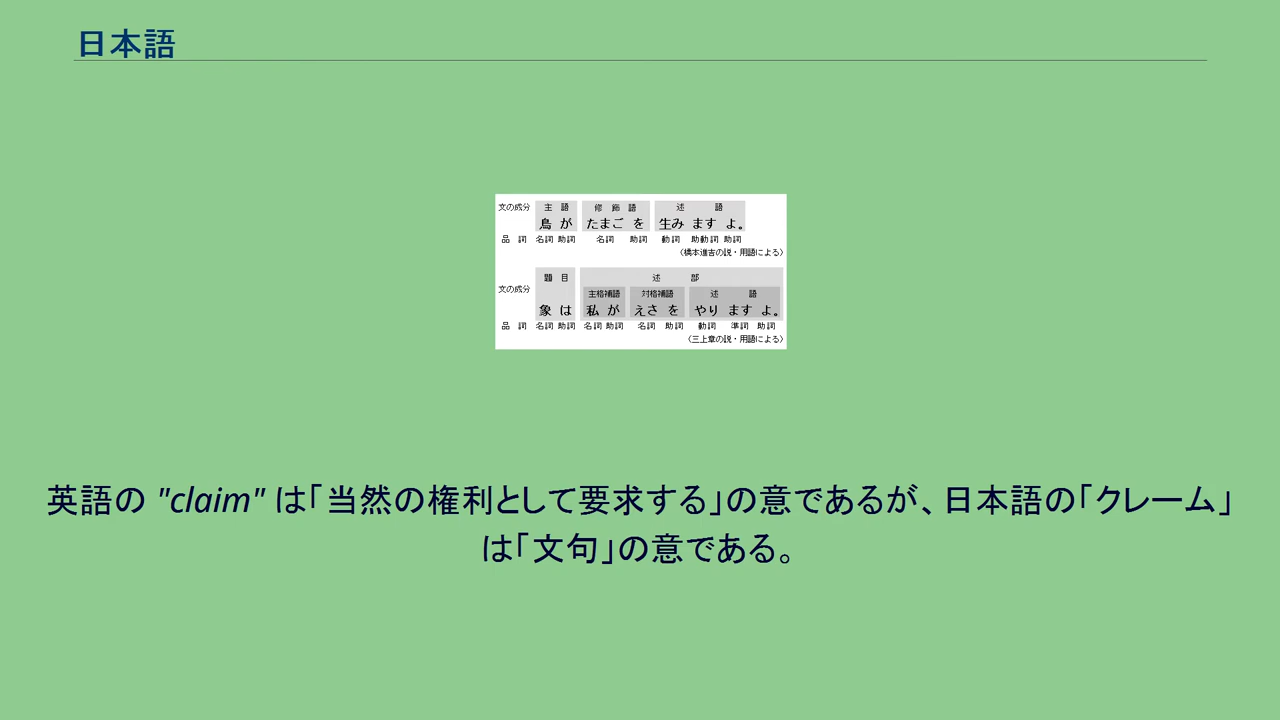 日本語
文の成分 主語 修飾語 述語
鳥が たまごを 生みますよ。
品詞 名詞 助詞 名詞 助詞 動詞 助動詞 助詞
(橋本進吉の説・用語による)
題目 述部
文の成分 主格補語 対格補語 述語
象は 私が えさを やりますよ。
品詞 名詞 助詞 名詞 助詞 名詞 助詞 動詞 準詞 助詞
(三上章の説・用語による)
英語の "claim" は「当然の権利として要求する」の意であるが、日本語の「クレーム」
は「文句」の意である。